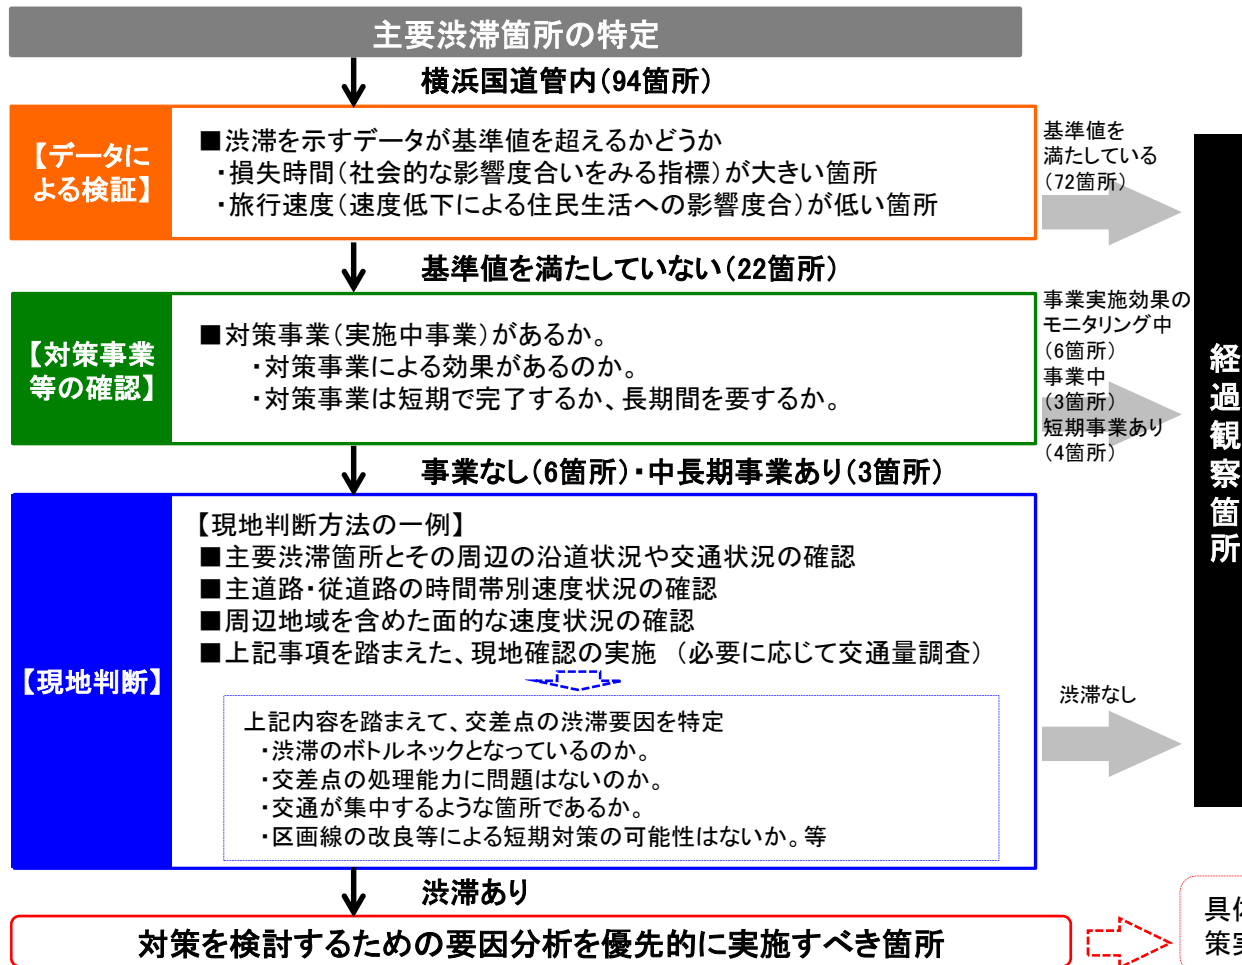 主要渋滞箇所の特定
横浜国道管内(94箇所)
【データに
よる検証】
■渋滞を示すデータが基準値を超えるかどうか
・損失時間(社会的な影響度合いをみる指標)が大きい箇所
・旅行速度(速度低下による住民生活への影響度合)が低い箇所
基準値を
満たしている
(72箇所)
基準値を満たしていない(22箇所)
【対策事業
等の確認】
■対策事業(実施中事業)があるか。
・対策事業による効果があるのか。
・対策事業は短期で完了するか、長期間を要するか。
事業実施効果の
モニタリング中
(6箇所)
事業中
(3箇所)
短期事業あり
(4箇所)
経過観察箇所
事業なし(6箇所)・中長期事業あり(3箇所)
【現地判断】
【現地判断方法の一例】
■主要渋滞箇所とその周辺の沿道状況や交通状況の確認
■主道路・従道路の時間帯別速度状況の確認
■周辺地域を含めた面的な速度状況の確認
■上記事項を踏まえた、現地確認の実施 (必要に応じて交通量調査)
上記内容を踏まえて、交差点の渋滞要因を特定
・渋滞のボトルネックとなっているのか。
・交差点の処理能力に問題はないのか。
・交通が集中するような箇所であるか。
・区画線の改良等による短期対策の可能性はないか。等
渋滞なし
渋滞あり
対策を検討するための要因分析を優先的に実施すべき箇所
具体
策実